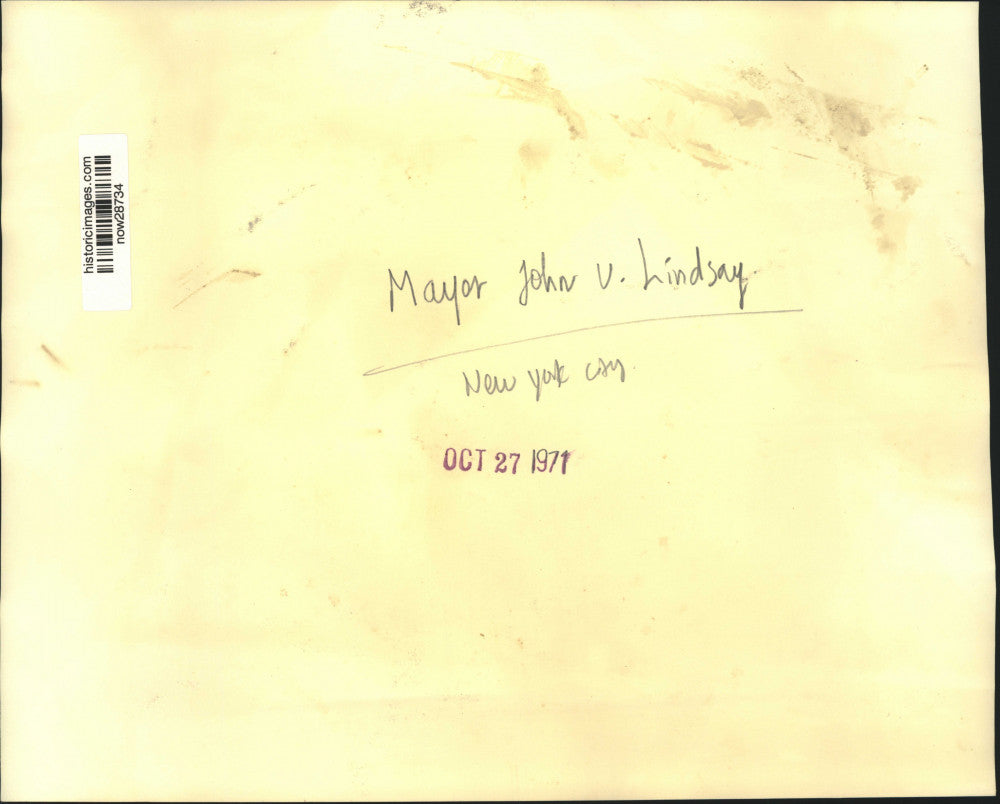 historicimages.com
now28734
Mayor John V. Lindsay.
New York City.
OCT 27 1971